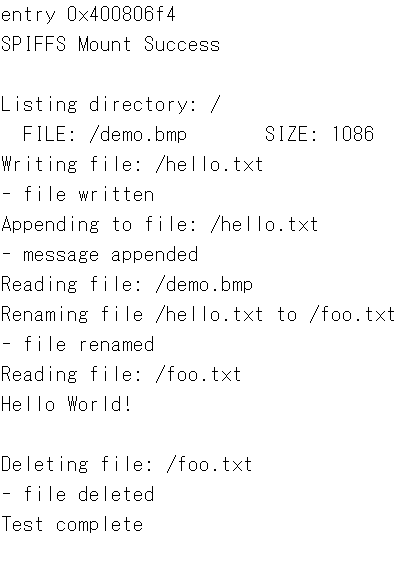 entry 0x400806f4
SPIFFS Mount Success
Listing directory: /
FILE: /demo.bmp SIZE: 1086
Writing file: /hello.txt
- file written
Appending to file: /hello.txt
- message appended
Reading file: /demo.bmp
Renaming file /hello.txt to /foo.txt
- file renamed
Reading file: /foo.txt
Hello World!
Deleting file: /foo.txt
- file deleted
Test complete